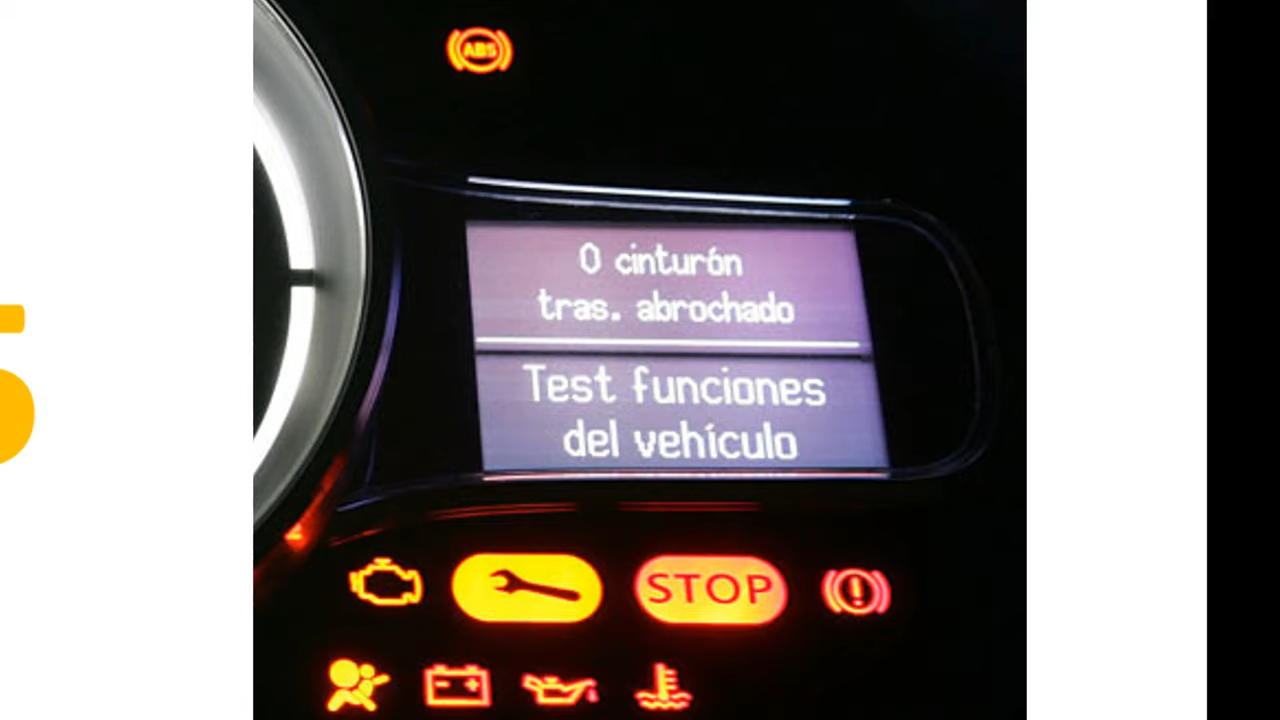 ABS
0 cinturón
tras. abrochado
Test funciones
del vehículo
STOP